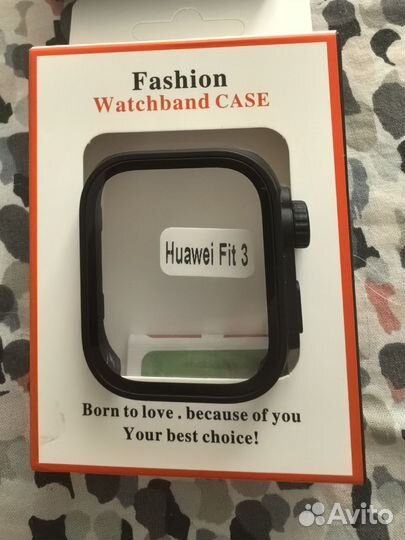 Fashion
Watchband CASE
Huawei Fit 3
Born to love . because of you
Your best choice!
Avito